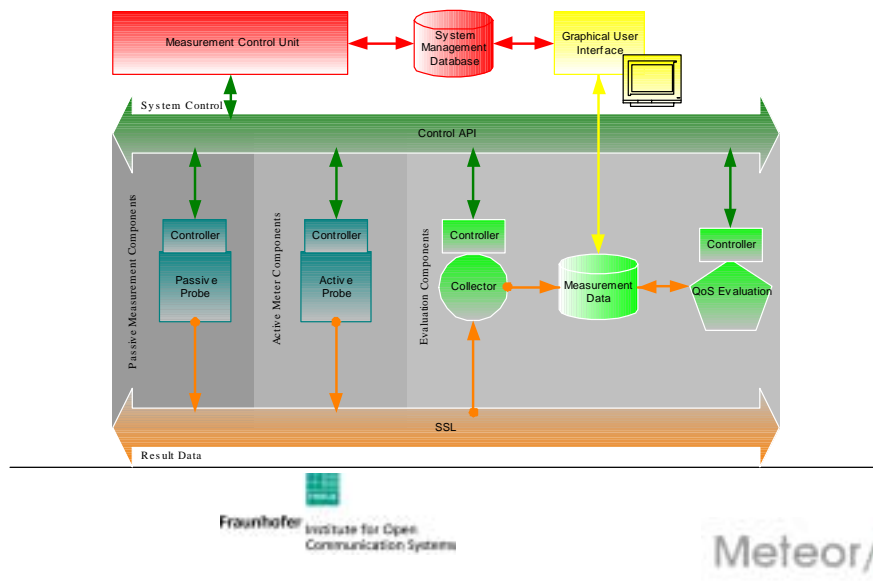 Measurement Control Unit
System
Management
Database
Graphical User
Interface
System Control
Control API
Passive Measurement Components
Controller
Passive
Probe
Active Meter Components
Controller
Active
Probe
Evaluation Components
Controller
Collector
Measurement
Data
Controller
QoS Evaluation
SSL
Result Data
Fraunhofer
Institute for Open
Communication Systems
Meteor/